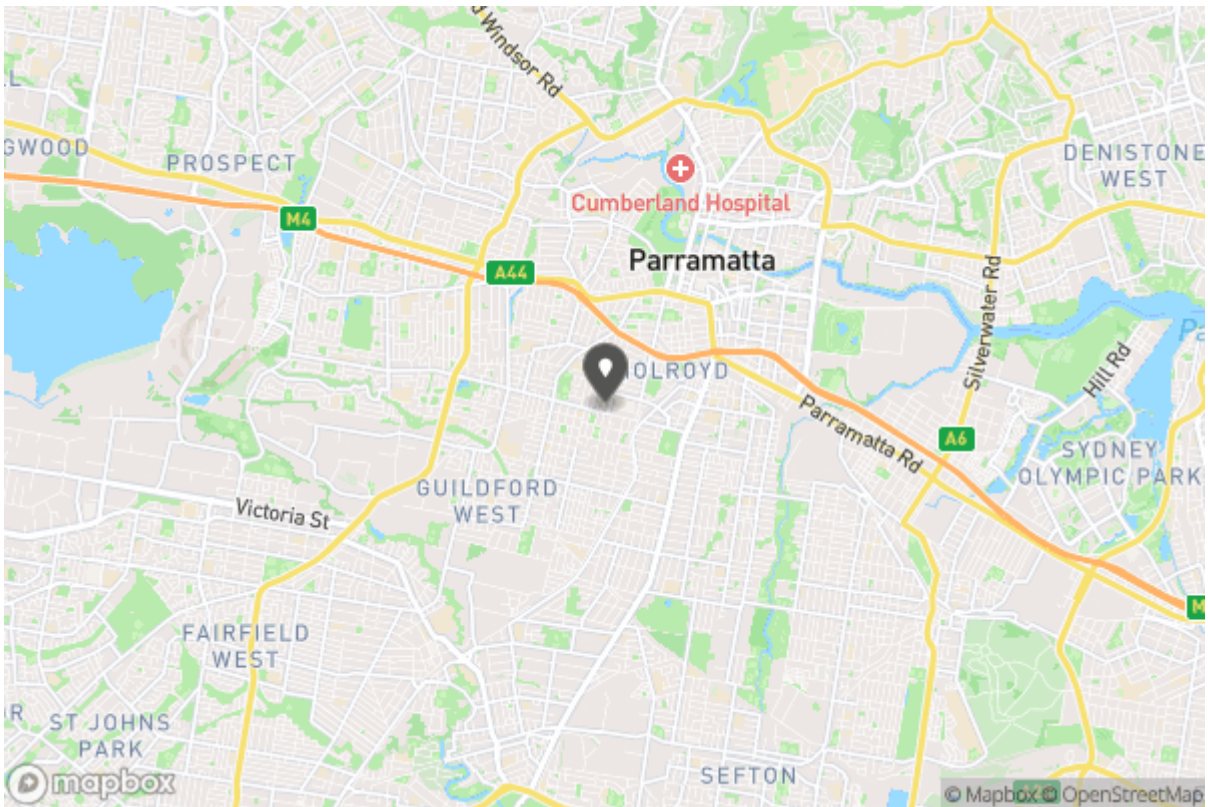 d Windsor Rd
GWOOD
PROSPECT
DENISTONE
WEST
Cumberland Hospital
M4
Parramatta
A44
Silverwater Rd
Hill Rd
Pa
OLROYD
Parramatta Rd
A6
SYDNEY
OLYMPIC PARK
GUILDFORD
WEST
Victoria St
M
FAIRFIELD
WEST
ST JOHNS
PARK
SEFTON
mapbox
© Mapbox © OpenStreetMap